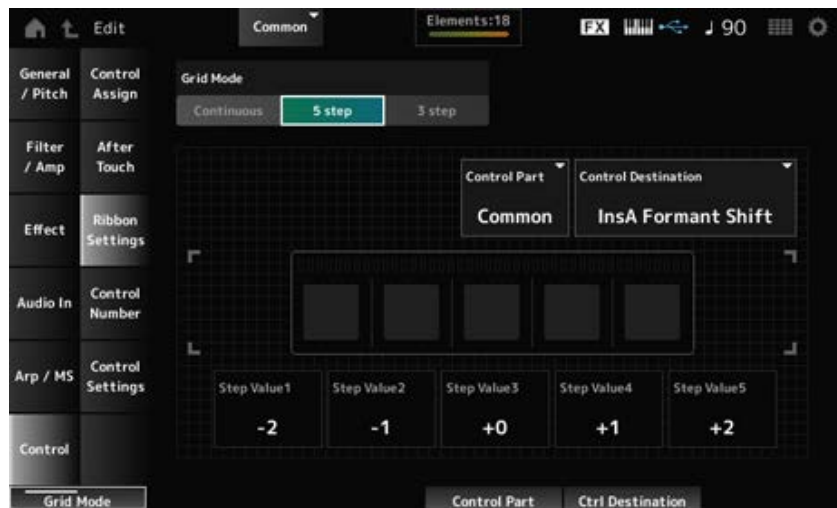 Edit
Common
Elements:18
FX
♩ 90
General / Pitch
Control Assign
Grid Mode
Continuous
5 step
3 step
Filter / Amp
After Touch
Control Part
Common
Control Destination
InsA Formant Shift
Effect
Ribbon Settings
Audio In
Control Number
Arp / MS
Control Settings
Step Value1
Step Value2
Step Value3
Step Value4
Step Value5
-2
-1
+0
+1
+2
Control
Grid Mode
Control Part
Ctrl Destination